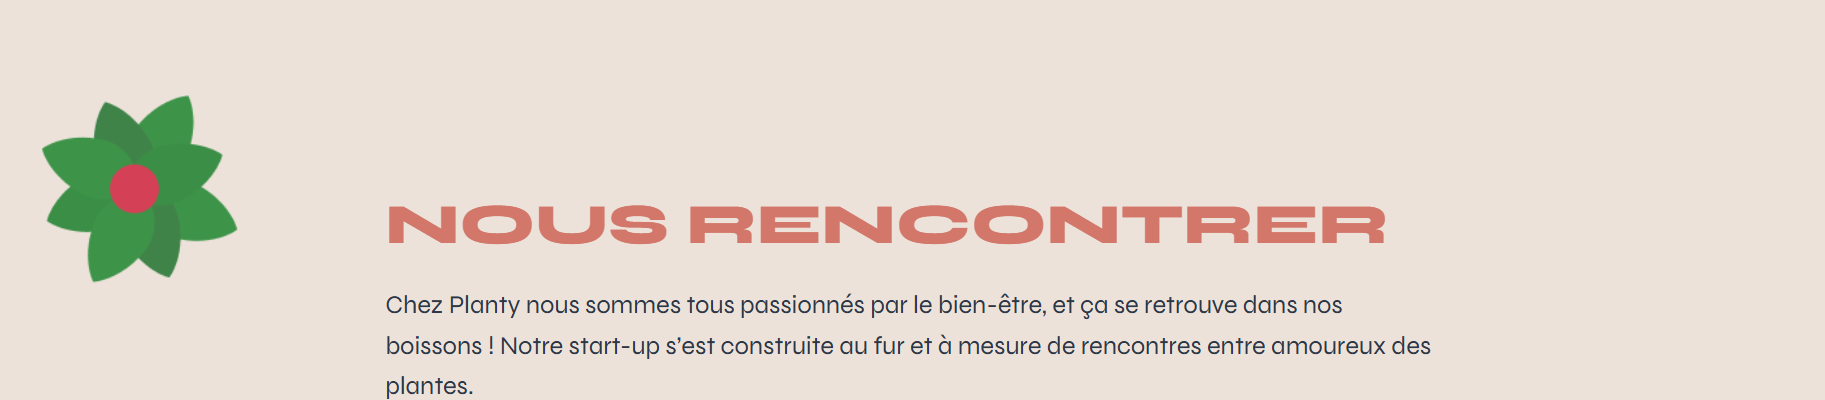 NOUS RENCONTRER
Chez Planty nous sommes tous passionnés par le bien-être, et ça se retrouve dans nos
boissons ! Notre start-up s’est construite au fur et à mesure de rencontres entre amoureux des
plantes.